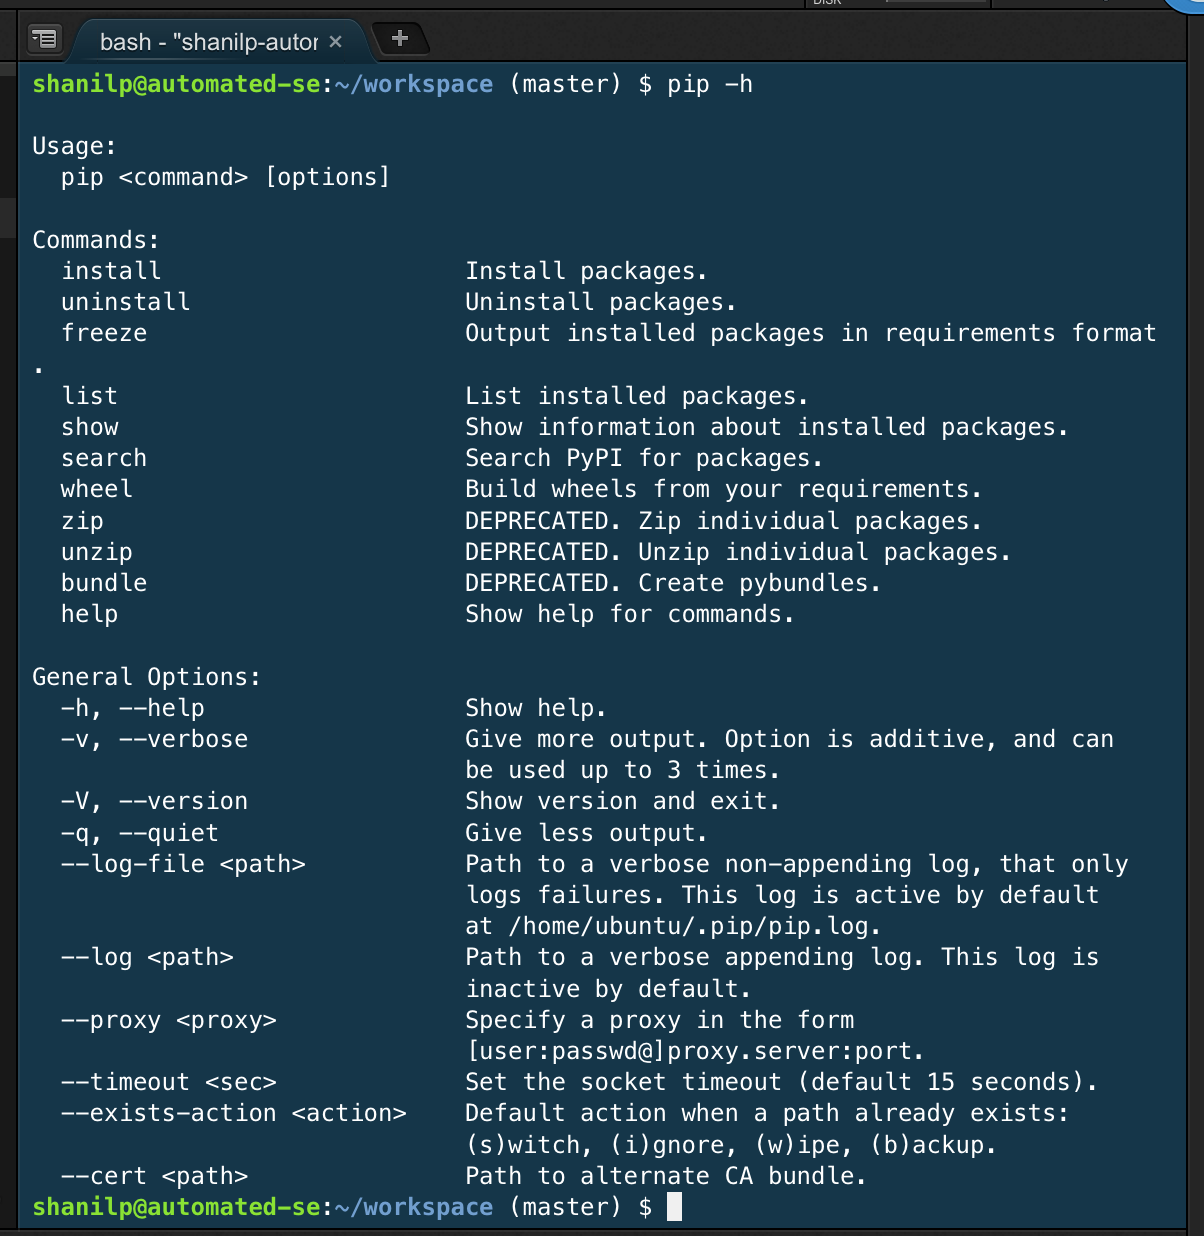 DISK
bash - "shanilp-autor ×
shanilp@automated-se:~/workspace (master) $ pip -h
Usage:
pip <command> [options]
Commands:
install Install packages.
uninstall Uninstall packages.
freeze Output installed packages in requirements format
.
list List installed packages.
show Show information about installed packages.
search Search PyPI for packages.
wheel Build wheels from your requirements.
zip DEPRECATED. Zip individual packages.
unzip DEPRECATED. Unzip individual packages.
bundle DEPRECATED. Create pybundles.
help Show help for commands.
General Options:
-h, --help Show help.
-v, --verbose Give more output. Option is additive, and can
be used up to 3 times.
-V, --version Show version and exit.
-q, --quiet Give less output.
--log-file <path> Path to a verbose non-appending log, that only
logs failures. This log is active by default
at /home/ubuntu/.pip/pip.log.
--log <path> Path to a verbose appending log. This log is
inactive by default.
--proxy <proxy> Specify a proxy in the form
[user:passwd@]proxy.server:port.
--timeout <sec> Set the socket timeout (default 15 seconds).
--exists-action <action> Default action when a path already exists:
(s)witch, (i)gnore, (w)ipe, (b)ackup.
--cert <path> Path to alternate CA bundle.
shanilp@automated-se:~/workspace (master) $